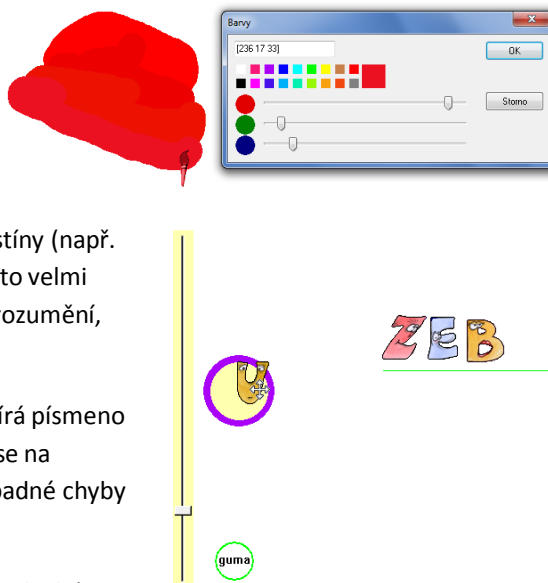 Barvy
[236 17 33]
OK
Storno
stíny (např.
to velmi
rozumění,
ZEB
írá písmeno
U
se na
padné chyby
guma